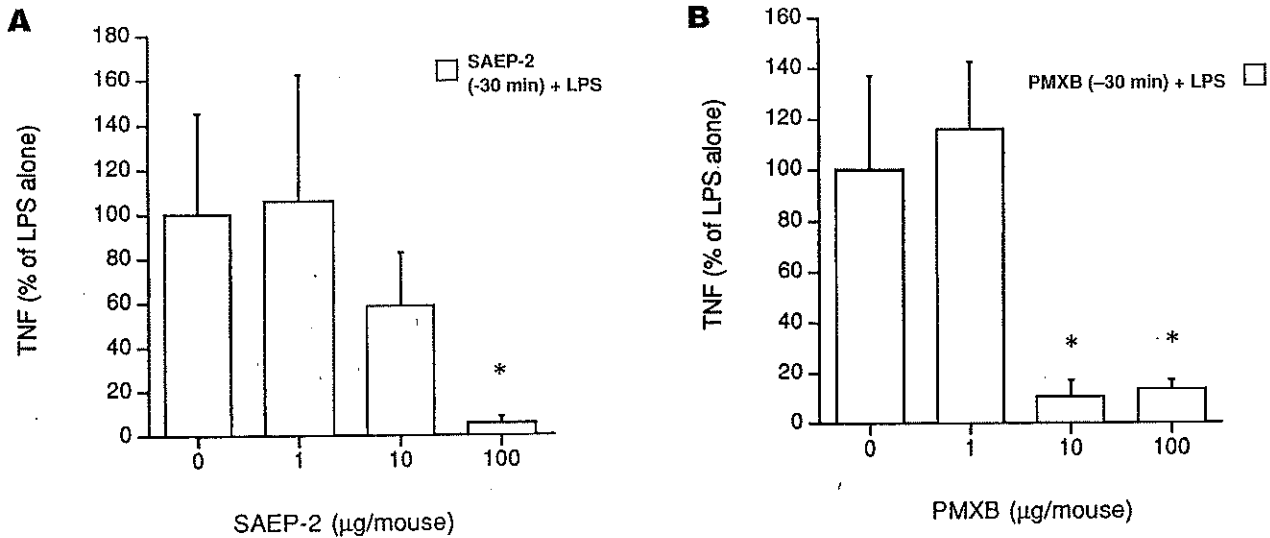 A
TNF (% of LPS alone)
180
160
140
120
100
80
60
40
20
0
SAEP-2
(-30 min) + LPS
*
0 1 10 100
SAEP-2 (µg/mouse)
B
TNF (% of LPS alone)
160
140
120
100
80
60
40
20
0
PMXB (–30 min) + LPS
* *
0 1 10 100
PMXB (µg/mouse)